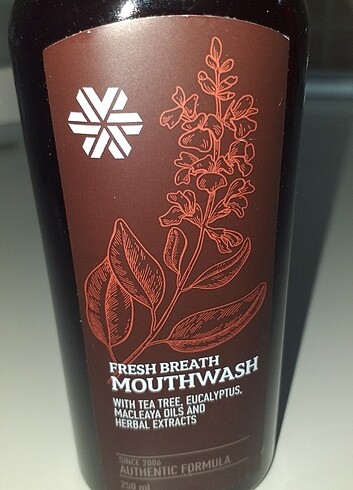 FRESH BREATH
MOUTHWASH
WITH TEA TREE, EUCALYPTUS,
MACLEAYA OILS AND
HERBAL EXTRACTS
SINCE 2006
AUTHENTIC FORMULA
250 ml